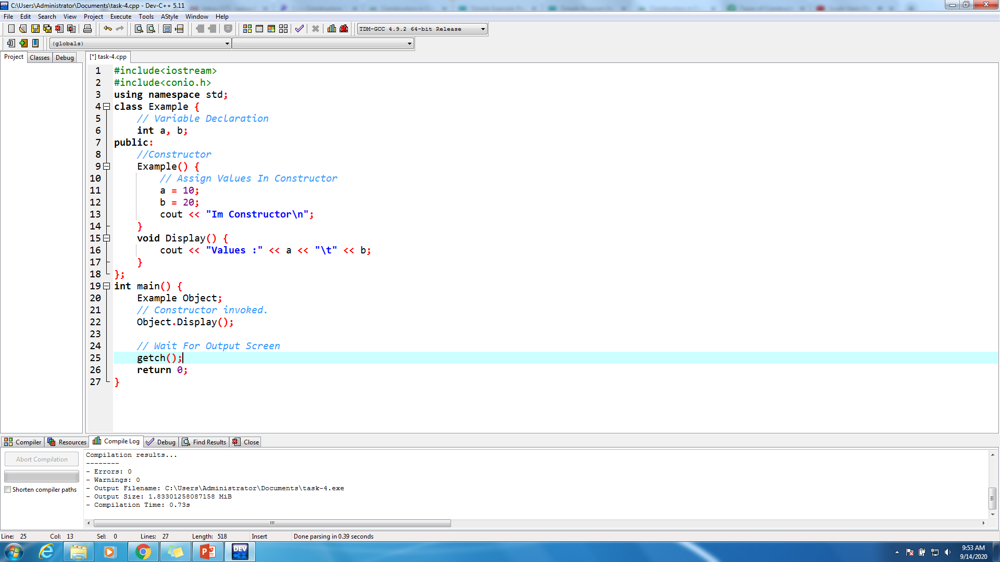 C:\Users\Administrator\Documents\task-4.cpp - Dev-C++ 5.11
File Edit Search View Project Execute Tools AStyle Window Help
TDM-GCC 4.9.2 64-bit Release
(globals)
Project Classes Debug
[*] task-4.cpp
1 #include<iostream>
2 #include<conio.h>
3 using namespace std;
4 class Example {
5 // Variable Declaration
6 int a, b;
7 public:
8 //Constructor
9 Example() {
10 // Assign Values In Constructor
11 a = 10;
12 b = 20;
13 cout << "Im Constructor\n";
14 }
15 void Display() {
16 cout << "Values :" << a << "\t" << b;
17 }
18 };
19 int main() {
20 Example Object;
21 // Constructor invoked.
22 Object.Display();
23
24 // Wait For Output Screen
25 getch();
26 return 0;
27 }
Compiler Resources Compile Log Debug Find Results Close
Abort Compilation
Shorten compiler paths
Compilation results...
--------
- Errors: 0
- Warnings: 0
- Output Filename: C:\Users\Administrator\Documents\task-4.exe
- Output Size: 1.83301258087158 MiB
- Compilation Time: 0.73s
Line: 25 Col: 13 Sel: 0 Lines: 27 Length: 518 Insert Done parsing in 0.39 seconds
DEV C++
9:53 AM
9/14/2020